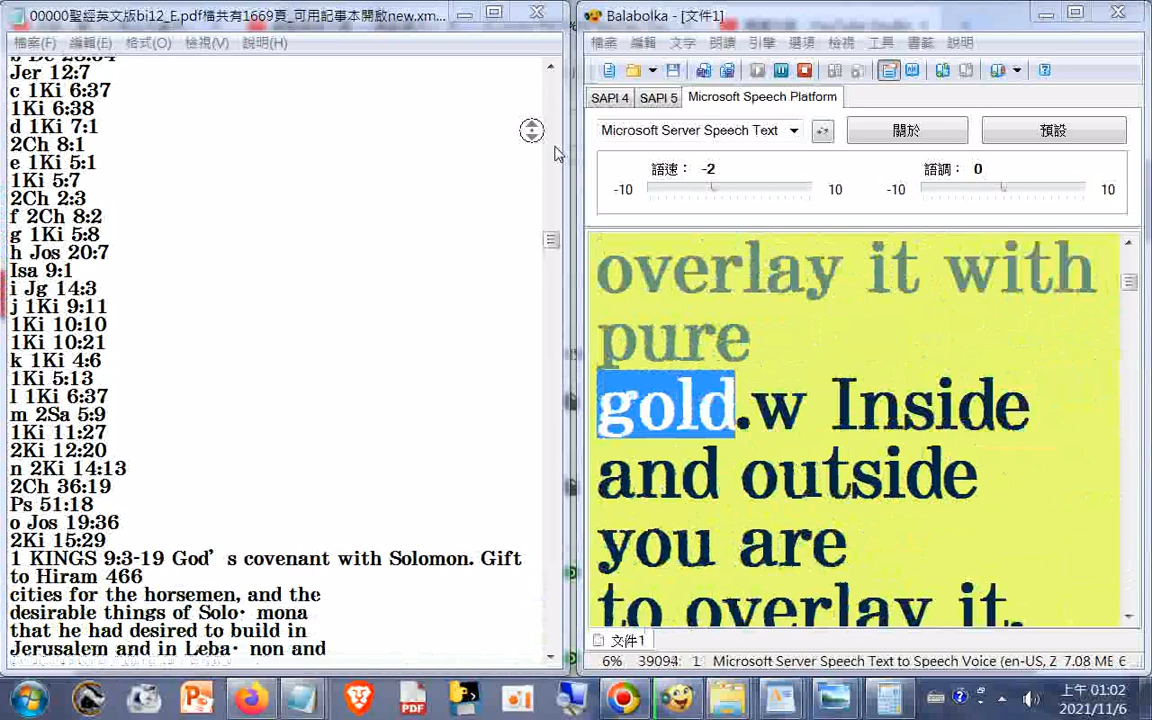 00000聖經英文版bi12_E.pdf檔共有1669頁_可用記事本開啟new.xm...
檔案(F) 編輯(E) 格式(O) 檢視(V) 說明(H)
Jer 12:7
c 1Ki 6:37
1Ki 6:38
d 1Ki 7:1
2Ch 8:1
e 1Ki 5:1
1Ki 5:7
2Ch 2:3
f 2Ch 8:2
g 1Ki 5:8
h Jos 20:7
Isa 9:1
i Jg 14:3
j 1Ki 9:11
1Ki 10:10
1Ki 10:21
k 1Ki 4:6
1Ki 5:13
l 1Ki 6:37
m 2Sa 5:9
1Ki 11:27
2Ki 12:20
n 2Ki 14:13
2Ch 36:19
Ps 51:18
o Jos 19:36
2Ki 15:29
1 KINGS 9:3-19 God’s covenant with Solomon. Gift
to Hiram 466
cities for the horsemen, and the
desirable things of Solo· mona
that he had desired to build in
Jerusalem and in Leba· non and
Balabolka - [文件1]
檔案 編輯 文字 朗讀 引擎 選項 檢視 工具 書籤 說明
SAPI 4 SAPI 5 Microsoft Speech Platform
Microsoft Server Speech Text 關於 預設
語速： -2 語調： 0
-10 10 -10 10
overlay it with
pure
gold.w Inside
and outside
you are
to overlay it,
文件1
6% 39094: 1 Microsoft Server Speech Text to Speech Voice (en-US, Z 7.08 ME 6
上午 01:02
2021/11/6